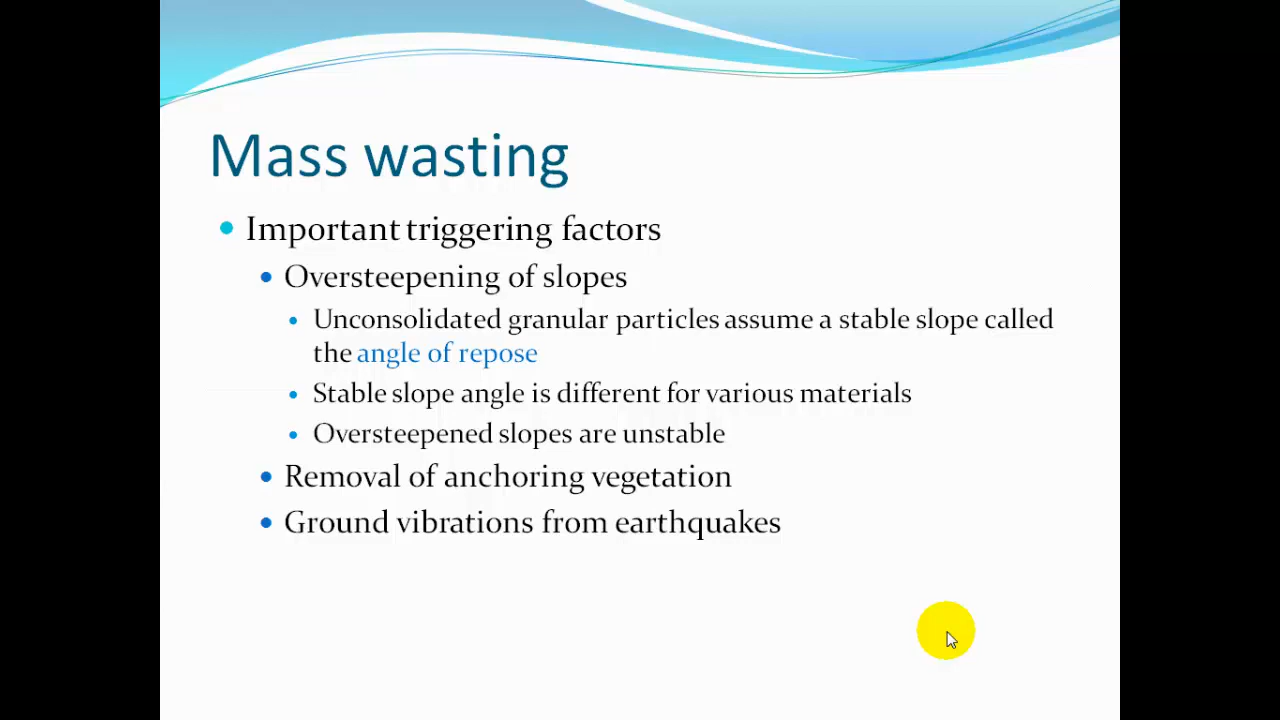 Mass wasting
Important triggering factors
Oversteepening of slopes
Unconsolidated granular particles assume a stable slope called
the angle of repose
Stable slope angle is different for various materials
Oversteepened slopes are unstable
Removal of anchoring vegetation
Ground vibrations from earthquakes